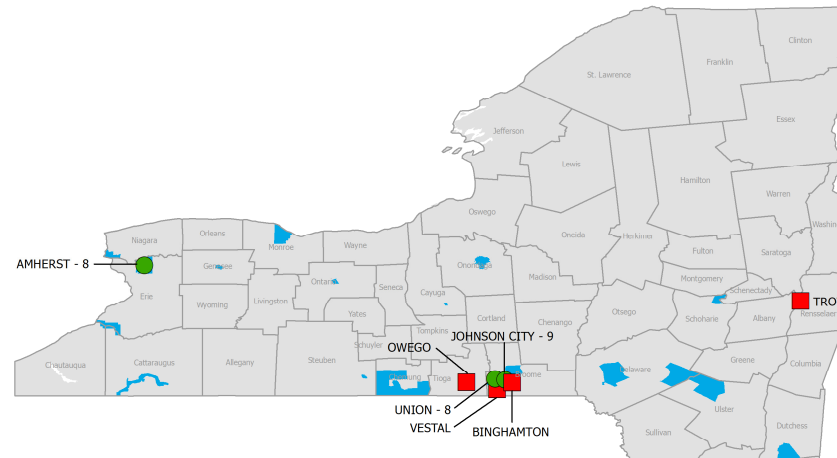 Clinton
Franklin
St. Lawrence
Essex
Jefferson
Lewis
Hamilton
Warren
Oswego
Washin
Oneida
Herkimer
Niagara
Orleans
Monroe
Wayne
Fulton
Saratoga
AMHERST - 8
Genesee
Onondaga
Madison
Montgomery
Schenectady
Erie
Wyoming
Livingston
Ontario
Seneca
Cayuga
TRO
Rensselaer
Yates
Cortland
Chenango
Otsego
Schoharie
Albany
Tompkins
JOHNSON CITY - 9
Schuyler
OWEGO
Chautauqua
Cattaraugus
Allegany
Steuben
Greene
Columbia
Chemung
Tioga
Broome
Delaware
UNION - 8
VESTAL
BINGHAMTON
Ulster
Sullivan
Dutchess